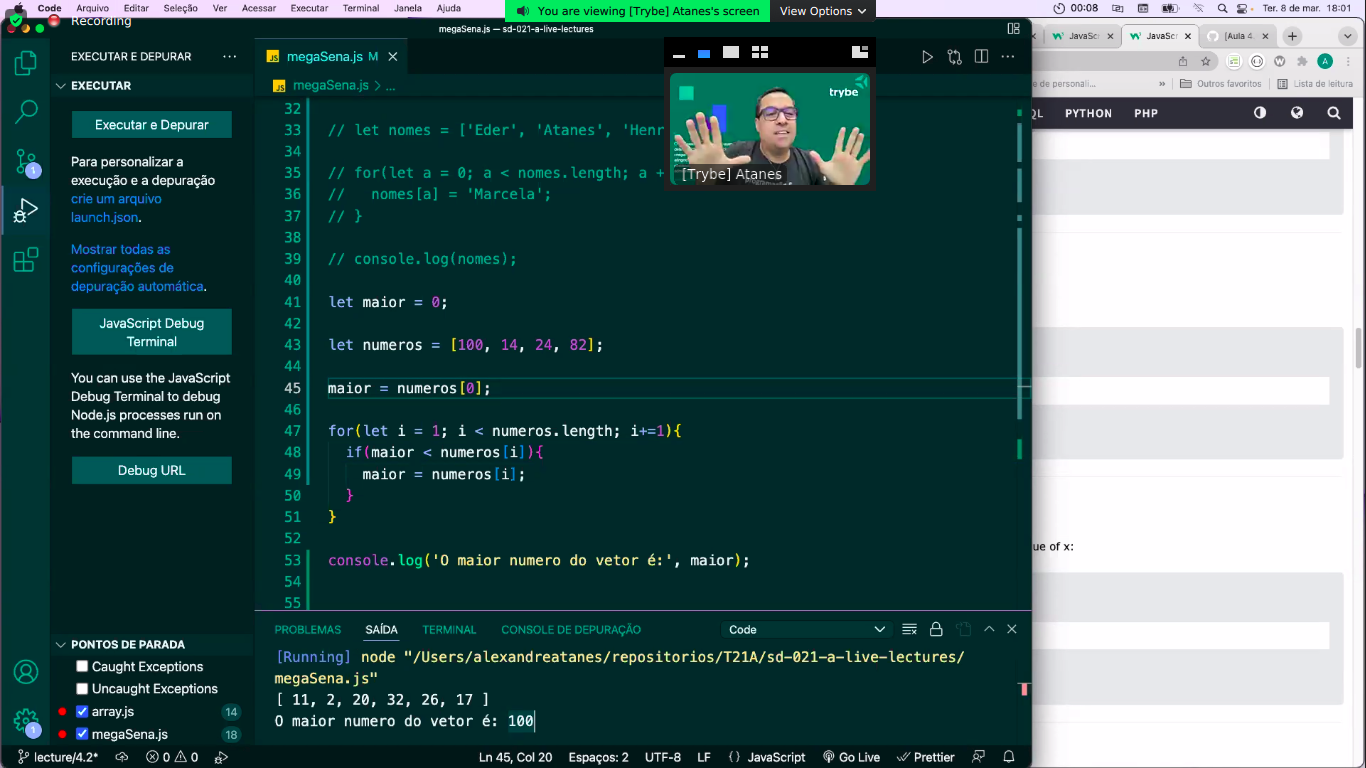 Code Arquivo Editar Seleção Ver Acessar Executar Terminal Janela Ajuda
You are viewing [Trybe] Atanes's screen
View Options
00:08
Ter. 8 de mar. 18:01
Recording
megaSena.js — sd-021-a-live-lectures
EXECUTAR E DEPURAR
EXECUTAR
Executar e Depurar
Para personalizar a
execução e a depuração
crie um arquivo
launch.json.
Mostrar todas as
configurações de
depuração automática.
JavaScript Debug
Terminal
You can use the JavaScript
Debug Terminal to debug
Node.js processes run on
the command line.
Debug URL
PONTOS DE PARADA
Caught Exceptions
Uncaught Exceptions
array.js 14
megaSena.js 18
1
1
megaSena.js M
megaSena.js > ...
32
33 // let nomes = ['Eder', 'Atanes', 'Henr
34
35 // for(let a = 0; a < nomes.length; a +
36 //   nomes[a] = 'Marcela';
37 // }
38
39 // console.log(nomes);
40
41 let maior = 0;
42
43 let numeros = [100, 14, 24, 82];
44
45 maior = numeros[0];
46
47 for(let i = 1; i < numeros.length; i+=1){
48   if(maior < numeros[i]){
49     maior = numeros[i];
50   }
51 }
52
53 console.log('O maior numero do vetor é:', maior);
54
55
trybe
[Trybe] Atanes
PROBLEMAS SAÍDA TERMINAL CONSOLE DE DEPURAÇÃO
Code
[Running] node "/Users/alexandreatanes/repositorios/T21A/sd-021-a-live-lectures/
megaSena.js"
[ 11, 2, 20, 32, 26, 17 ]
O maior numero do vetor é: 100
lecture/4.2* 0 0
Ln 45, Col 20 Espaços: 2 UTF-8 LF {} JavaScript Go Live Prettier
JavaSc
JavaSc
[Aula 4.
A
de personali...
»
Outros favoritos
Lista de leitura
QL PYTHON PHP
ue of x: